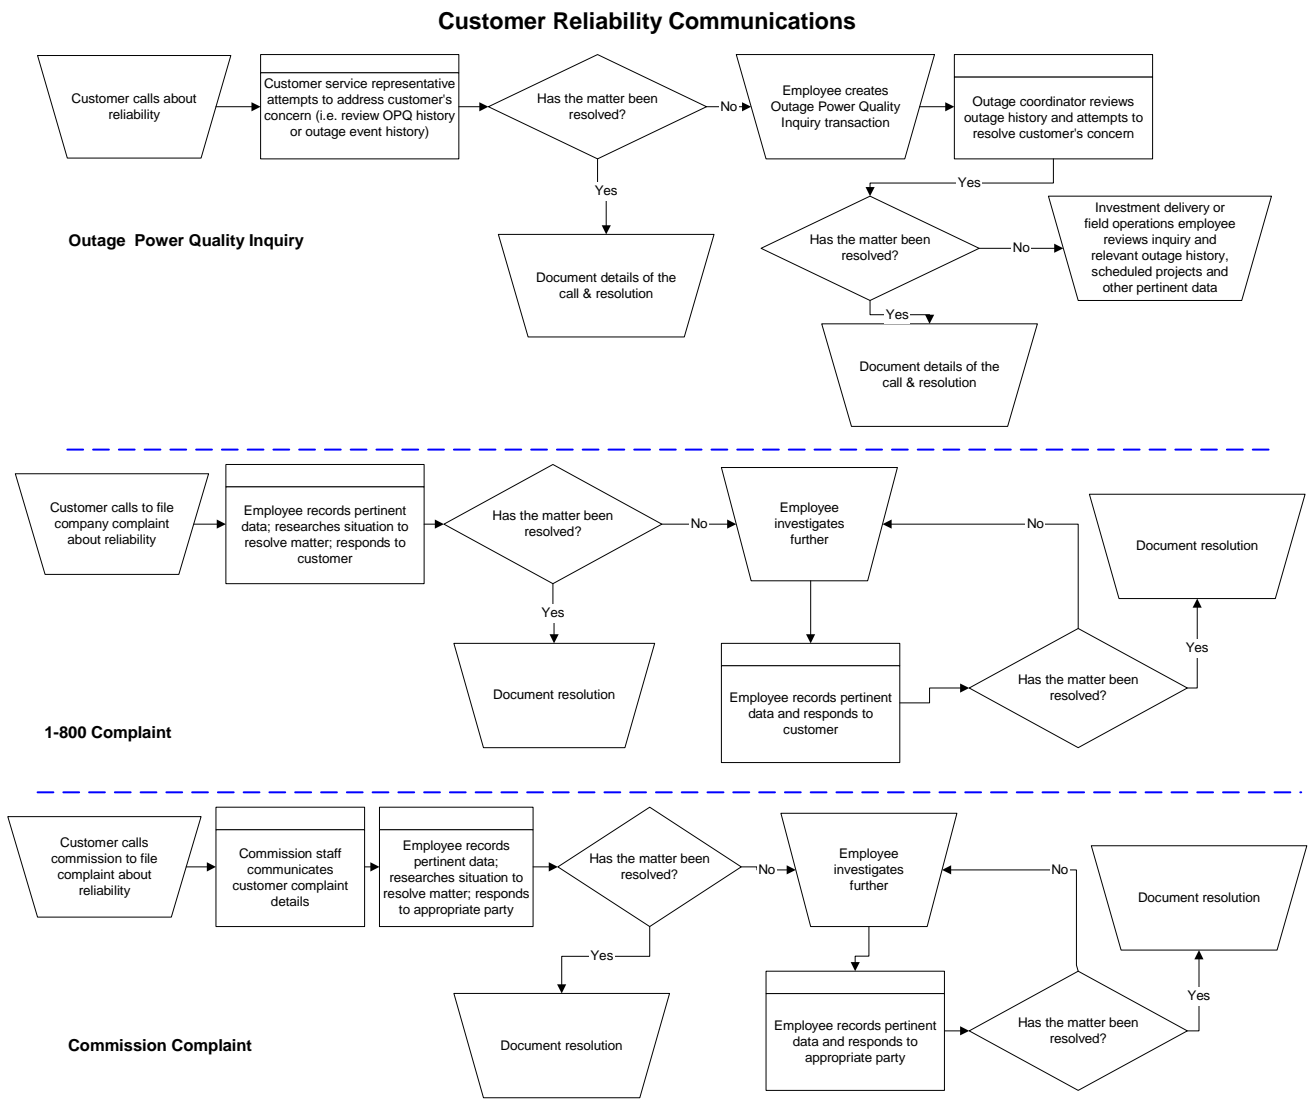 Customer Reliability Communications
Customer calls about
reliability
Customer service representative
attempts to address customer's
concern (i.e. review OPQ history
or outage event history)
Has the matter been
resolved?
No
Employee creates
Outage Power Quality
Inquiry transaction
Outage coordinator reviews
outage history and attempts to
resolve customer's concern
Yes
Yes
Outage  Power Quality Inquiry
Document details of the
call & resolution
Has the matter been
resolved?
No
Investment delivery or
field operations employee
reviews inquiry and
relevant outage history,
scheduled projects and
other pertinent data
Yes
Document details of the
call & resolution
Customer calls to file
company complaint
about reliability
Employee records pertinent
data; researches situation to
resolve matter; responds to
customer
Has the matter been
resolved?
No
Employee
investigates
further
No
Document resolution
Yes
Document resolution
Employee records pertinent
data and responds to
customer
Has the matter been
resolved?
Yes
1-800 Complaint
Customer calls
commission to file
complaint about
reliability
Commission staff
communicates
customer complaint
details
Employee records
pertinent data;
researches situation to
resolve matter; responds
to appropriate party
Has the matter been
resolved?
No
Employee
investigates
further
No
Document resolution
Yes
Document resolution
Employee records pertinent
data and responds to
appropriate party
Has the matter been
resolved?
Yes
Commission Complaint